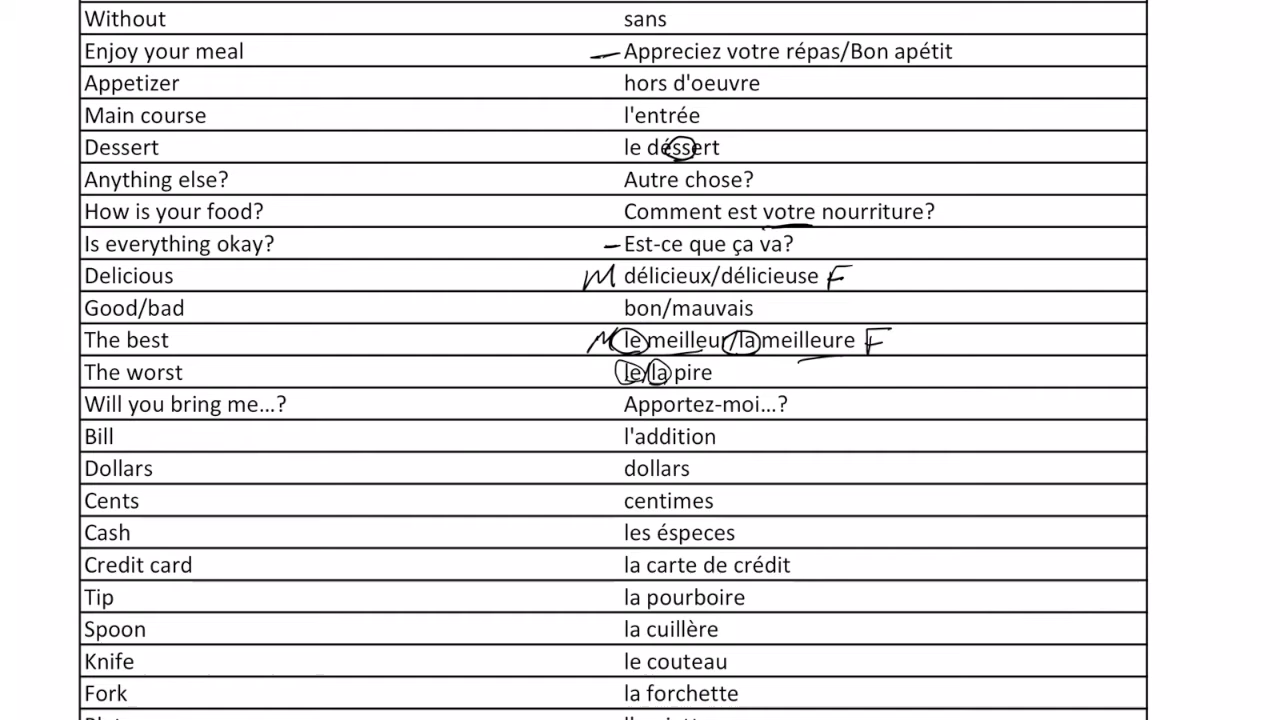 Without sans
Enjoy your meal Appreciez votre répas/Bon apétit
Appetizer hors d'oeuvre
Main course l'entrée
Dessert le déssert
Anything else? Autre chose?
How is your food? Comment est votre nourriture?
Is everything okay? Est-ce que ça va?
Delicious M délicieux/délicieuse F
Good/bad bon/mauvais
The best M le meilleur/la meilleure F
The worst le/la pire
Will you bring me...? Apportez-moi...?
Bill l'addition
Dollars dollars
Cents centimes
Cash les éspeces
Credit card la carte de crédit
Tip la pourboire
Spoon la cuillère
Knife le couteau
Fork la forchette